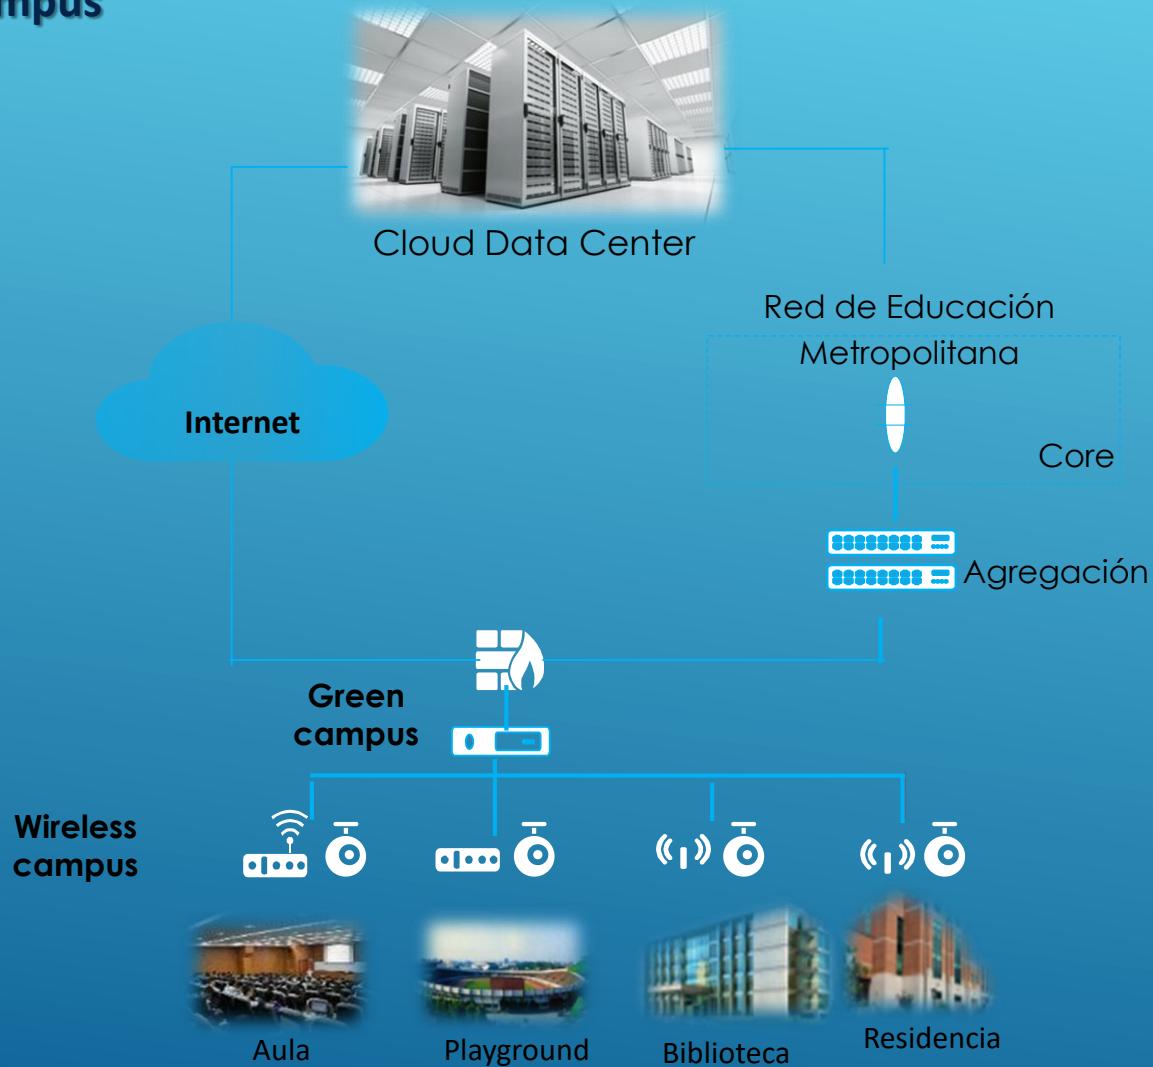 mpus
Cloud Data Center
Red de Educación
Metropolitana
Internet
Core
Agregación
Green
campus
Wireless
campus
Aula
Playground
Biblioteca
Residencia